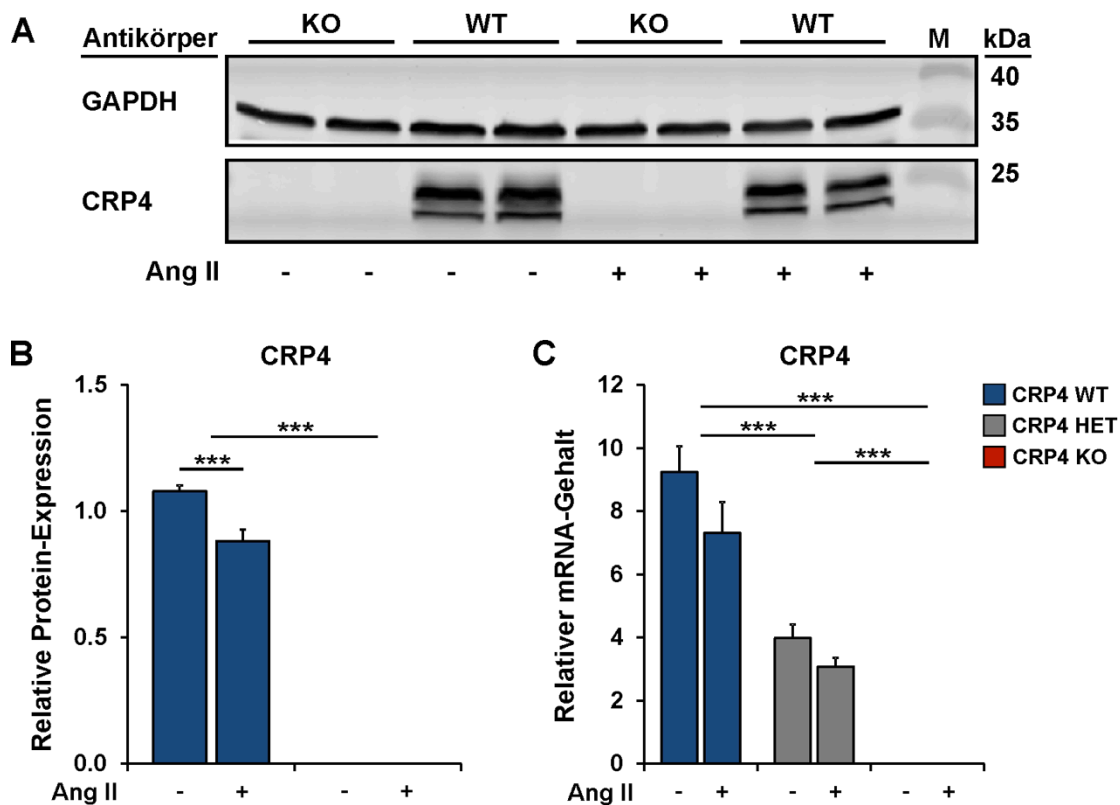 A
Antikörper KO WT KO WT M kDa
GAPDH 40
35
CRP4 25
Ang II - - - - + + + +
B
CRP4
Relative Protein-Expression
1.5
1.0
0.5
0.0
***
***
Ang II - + - +
C
CRP4
Relativer mRNA-Gehalt
12
10
8
6
4
2
0
***
***
***
Ang II - + - + - +
CRP4 WT
CRP4 HET
CRP4 KO